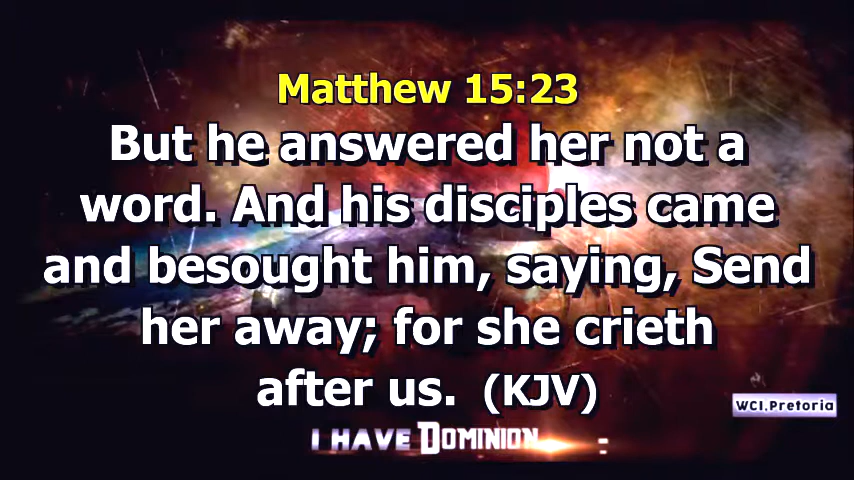 Matthew 15:23
But he answered her not a
word. And his disciples came
and besought him, saying, Send
her away; for she crieth
after us. (KJV)
WCI,Pretoria
I HAVE DOMINION